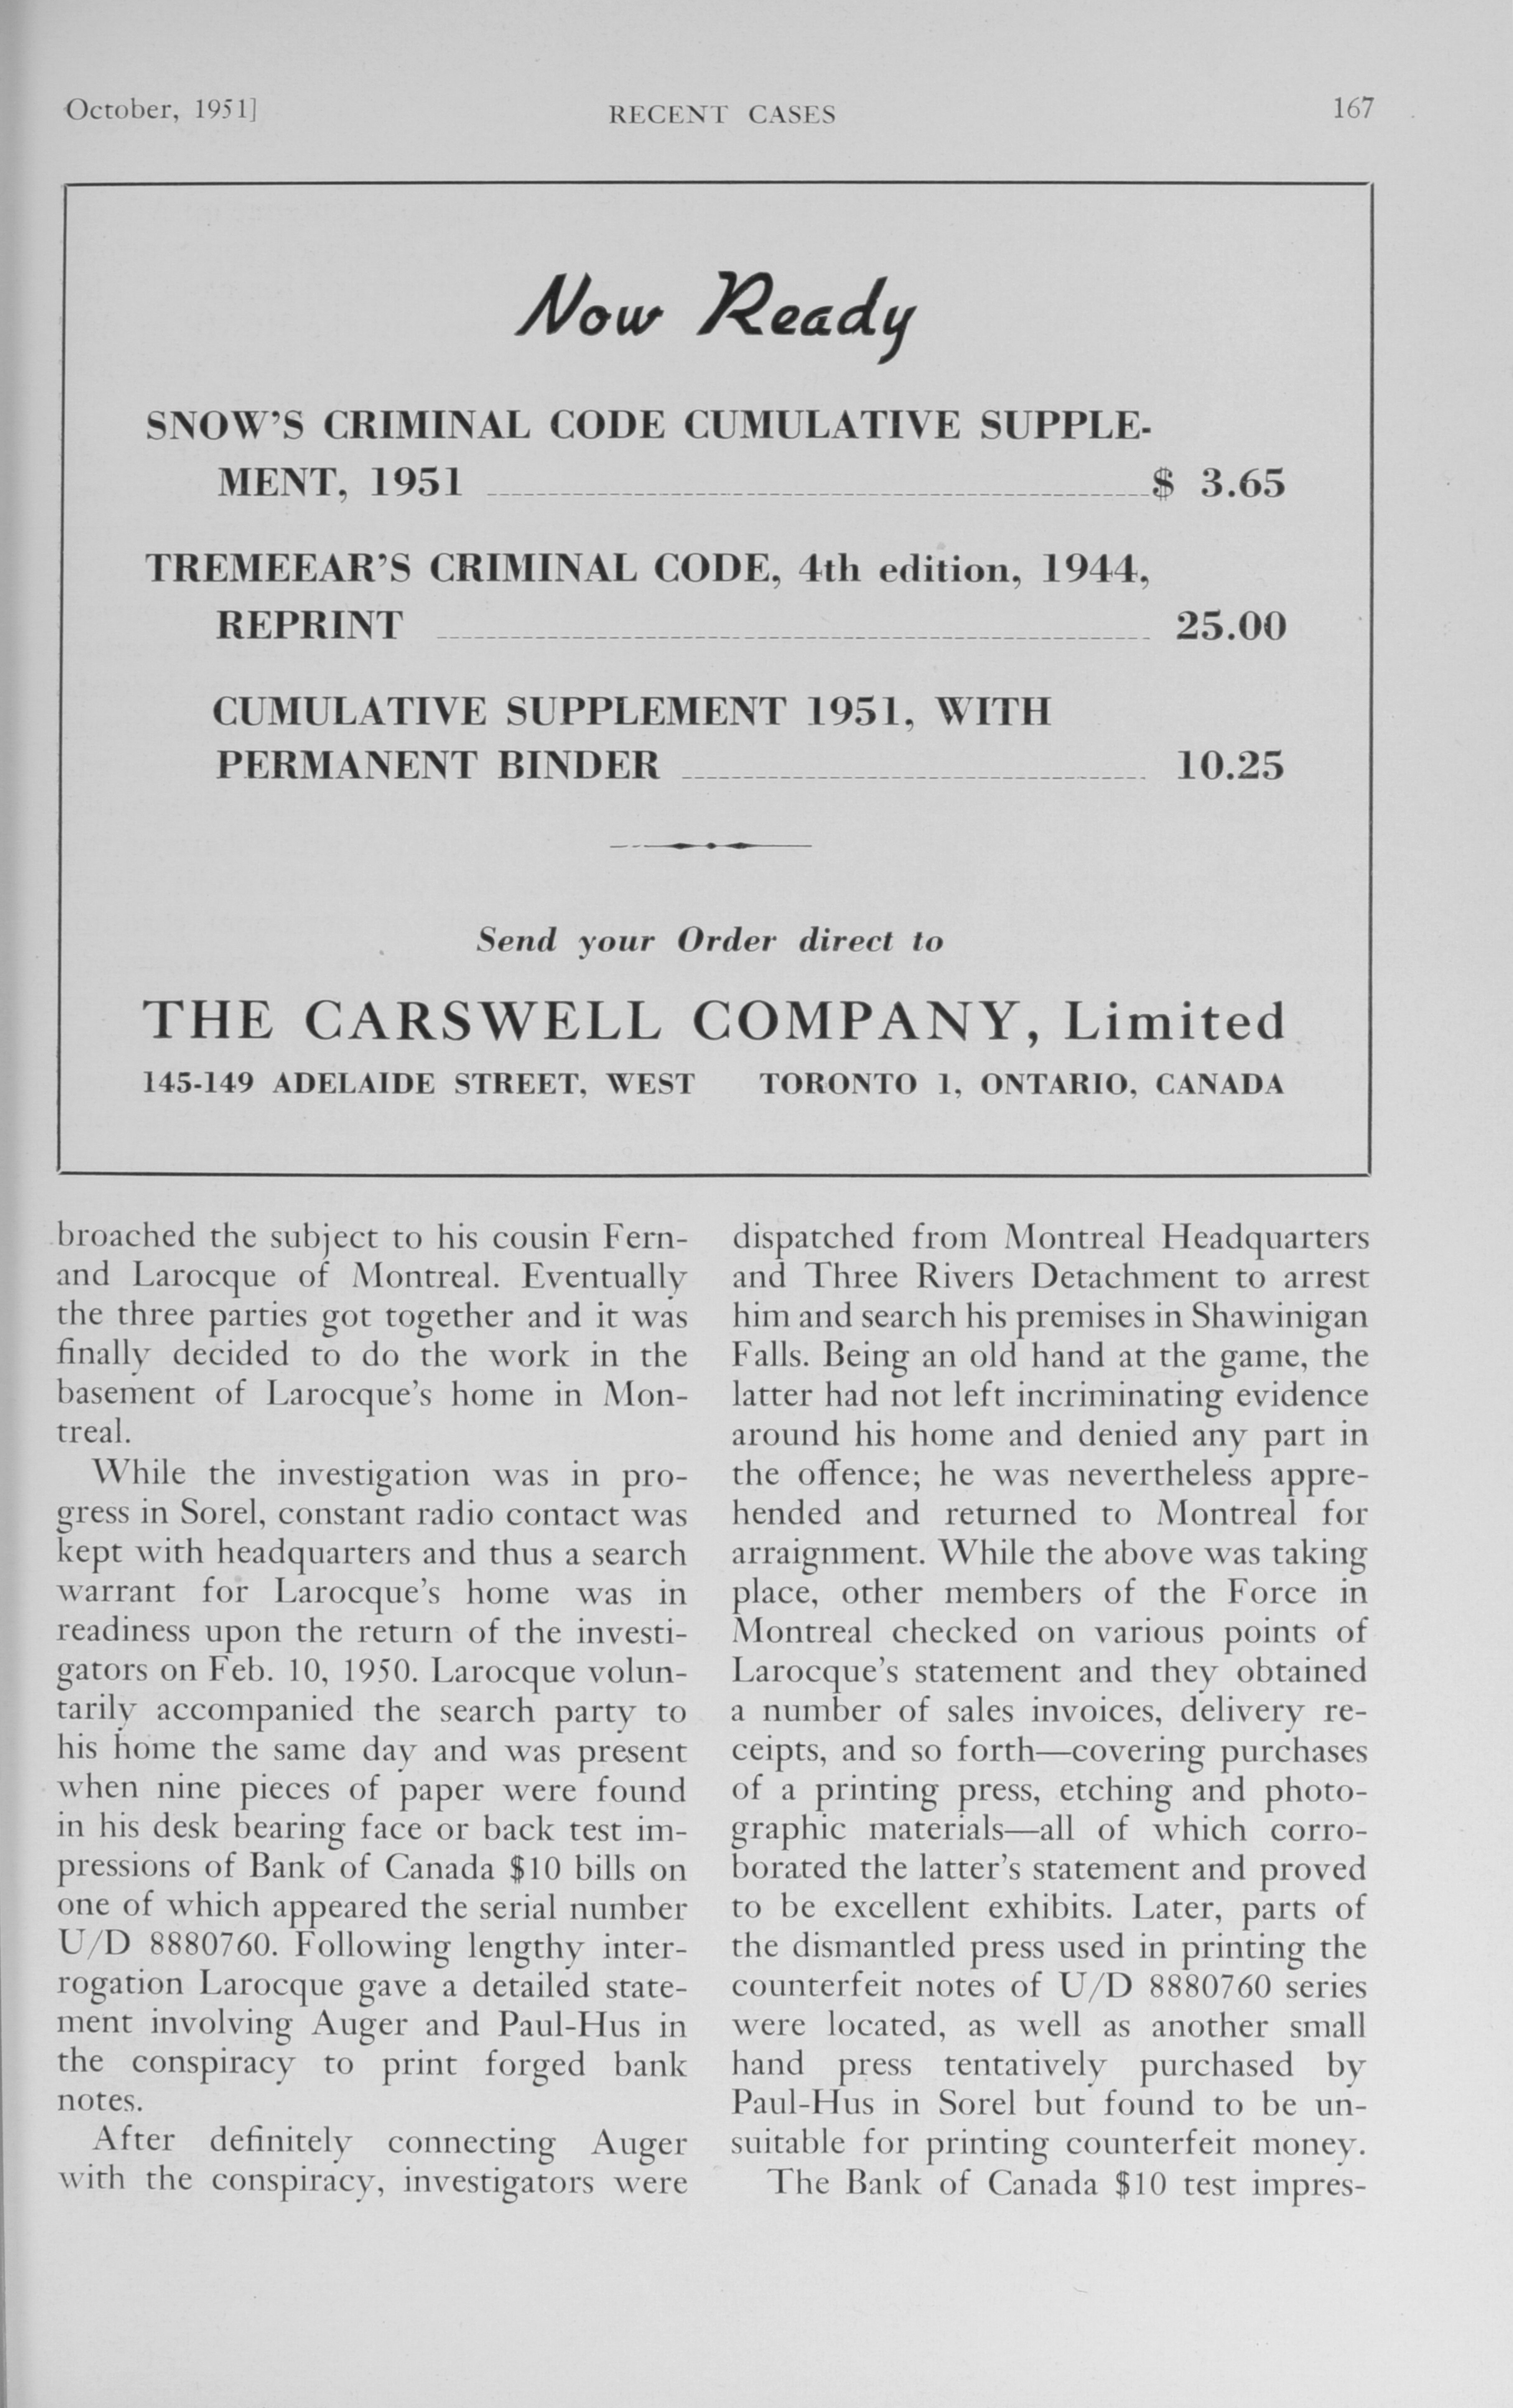 October, 1951]
RECENT CASES
167
Now Ready
SNOW'S CRIMINAL CODE CUMULATIVE SUPPLE-
MENT, 1951 $ 3.65
TREMEEAR'S CRIMINAL CODE, 4th edition, 1944,
REPRINT 25.00
CUMULATIVE SUPPLEMENT 1951, WITH
PERMANENT BINDER 10.25
Send your Order direct to
THE CARSWELL COMPANY, Limited
145-149 ADELAIDE STREET, WEST TORONTO 1, ONTARIO, CANADA
broached the subject to his cousin Fern-
and Larocque of Montreal. Eventually
the three parties got together and it was
finally decided to do the work in the
basement of Larocque's home in Mon-
treal.
While the investigation was in pro-
gress in Sorel, constant radio contact was
kept with headquarters and thus a search
warrant for Larocque's home was in
readiness upon the return of the investi-
gators on Feb. 10, 1950. Larocque volun-
tarily accompanied the search party to
his home the same day and was present
when nine pieces of paper were found
in his desk bearing face or back test im-
pressions of Bank of Canada $10 bills on
one of which appeared the serial number
U/D 8880760. Following lengthy inter-
rogation Larocque gave a detailed state-
ment involving Auger and Paul-Hus in
the conspiracy to print forged bank
notes.
After definitely connecting Auger
with the conspiracy, investigators were
dispatched from Montreal Headquarters
and Three Rivers Detachment to arrest
him and search his premises in Shawinigan
Falls. Being an old hand at the game, the
latter had not left incriminating evidence
around his home and denied any part in
the offence; he was nevertheless appre-
hended and returned to Montreal for
arraignment. While the above was taking
place, other members of the Force in
Montreal checked on various points of
Larocque's statement and they obtained
a number of sales invoices, delivery re-
ceipts, and so forth—covering purchases
of a printing press, etching and photo-
graphic materials—all of which corro-
borated the latter's statement and proved
to be excellent exhibits. Later, parts of
the dismantled press used in printing the
counterfeit notes of U/D 8880760 series
were located, as well as another small
hand press tentatively purchased by
Paul-Hus in Sorel but found to be un-
suitable for printing counterfeit money.
The Bank of Canada $10 test impres-